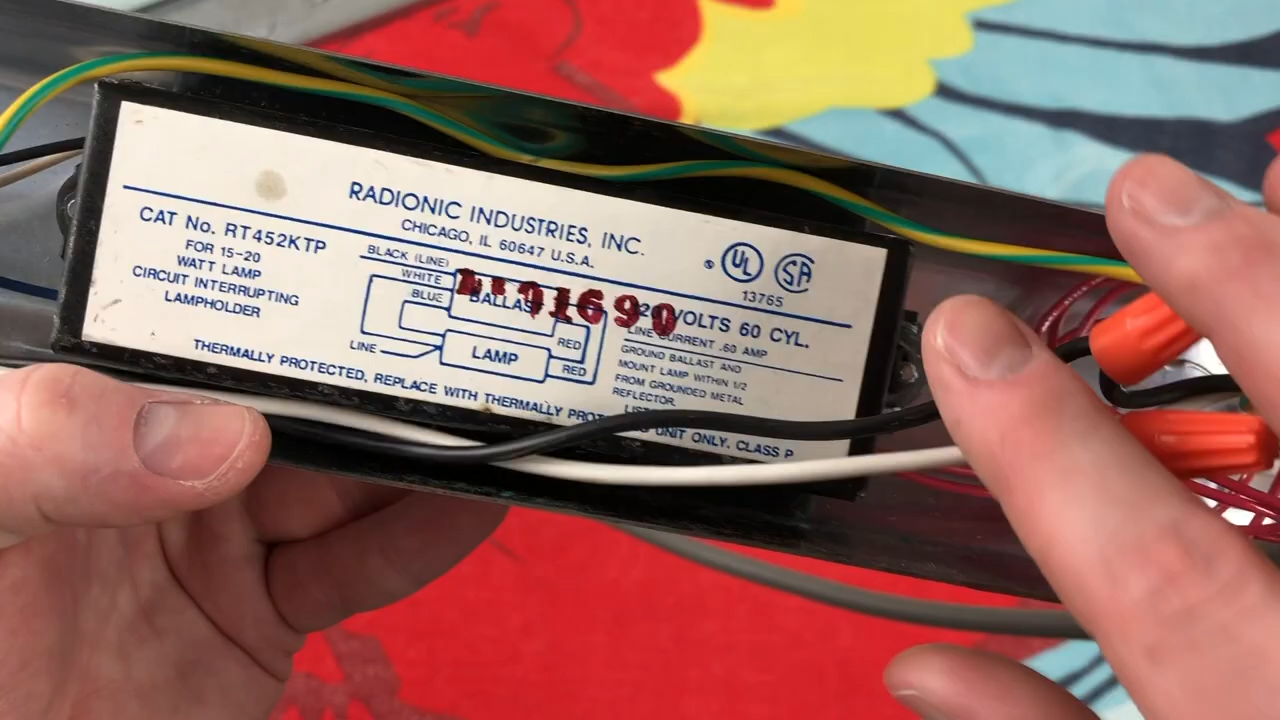 RADIONIC INDUSTRIES, INC.
CHICAGO, IL 60647 U.S.A.
CAT No. RT452KTP
FOR 15-20
WATT LAMP
CIRCUIT INTERRUPTING
LAMPHOLDER
BLACK (LINE)
WHITE
BLUE
BALLAST
RED
LAMP
RED
LINE
UL
SA
13765
VOLTS 60 CYL.
LINE CURRENT .60 AMP
GROUND BALLAST AND
MOUNT LAMP WITHIN 1/2
FROM GROUNDED METAL
REFLECTOR.
UNIT ONLY. CLASS P
THERMALLY PROTECTED, REPLACE WITH THERMALLY